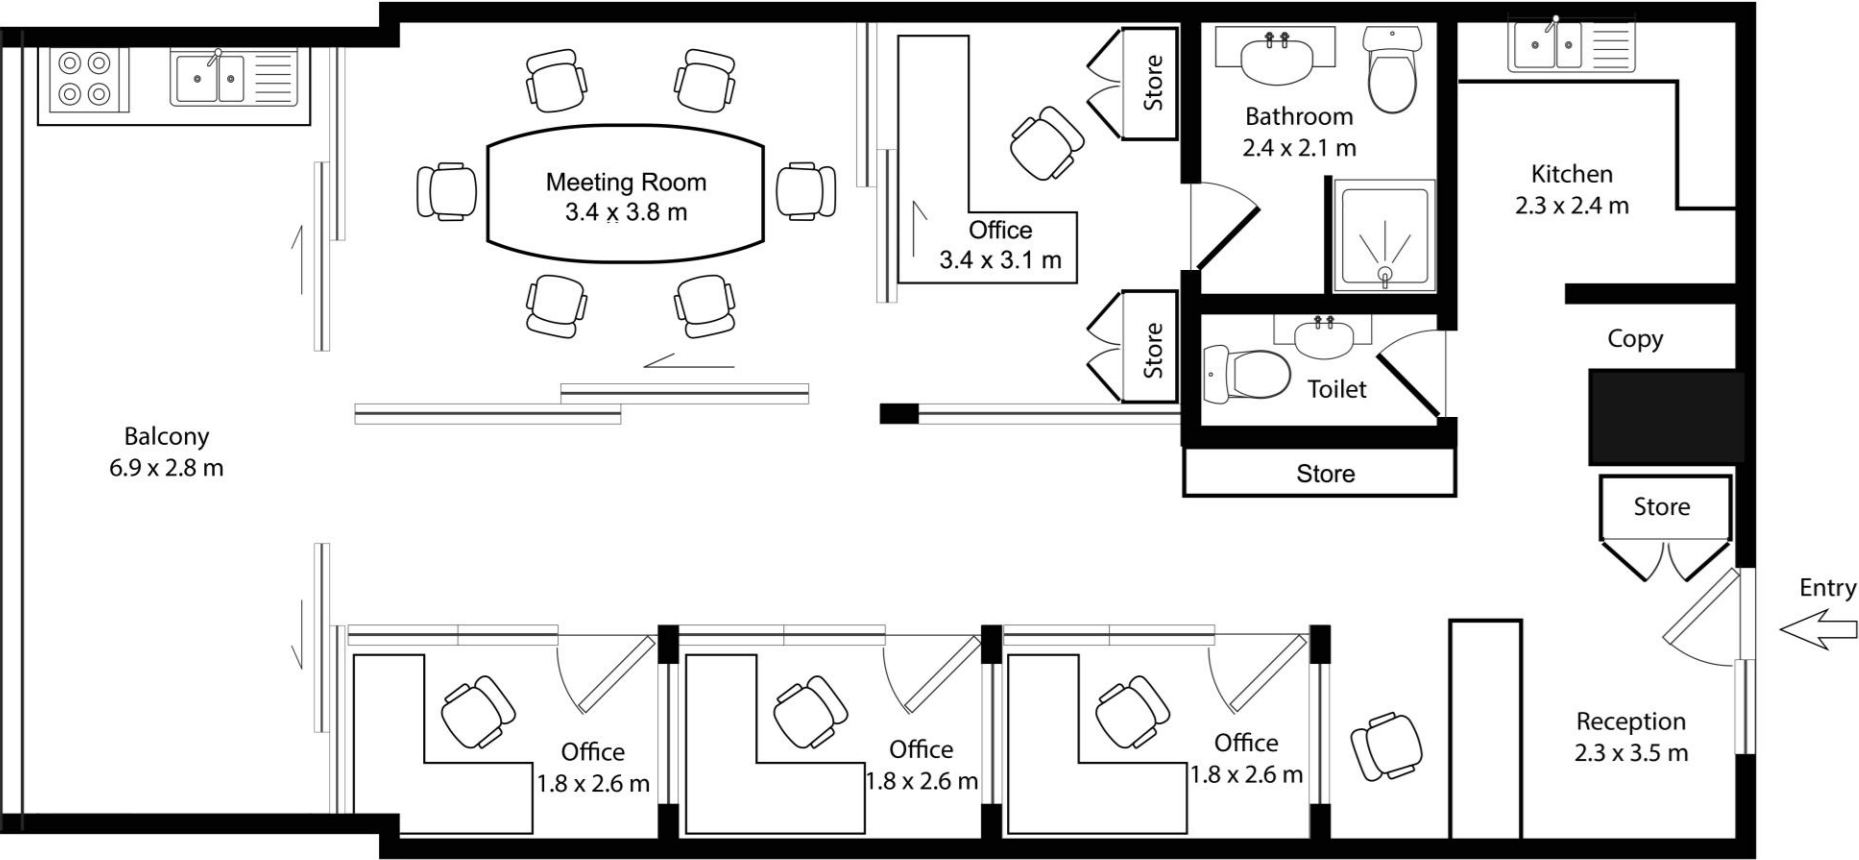 Store
Bathroom
2.4 x 2.1 m
Meeting Room
3.4 x 3.8 m
Kitchen
2.3 x 2.4 m
Office
3.4 x 3.1 m
Store
Copy
Toilet
Balcony
6.9 x 2.8 m
Store
Store
Entry
Office
1.8 x 2.6 m
Office
1.8 x 2.6 m
Office
1.8 x 2.6 m
Reception
2.3 x 3.5 m